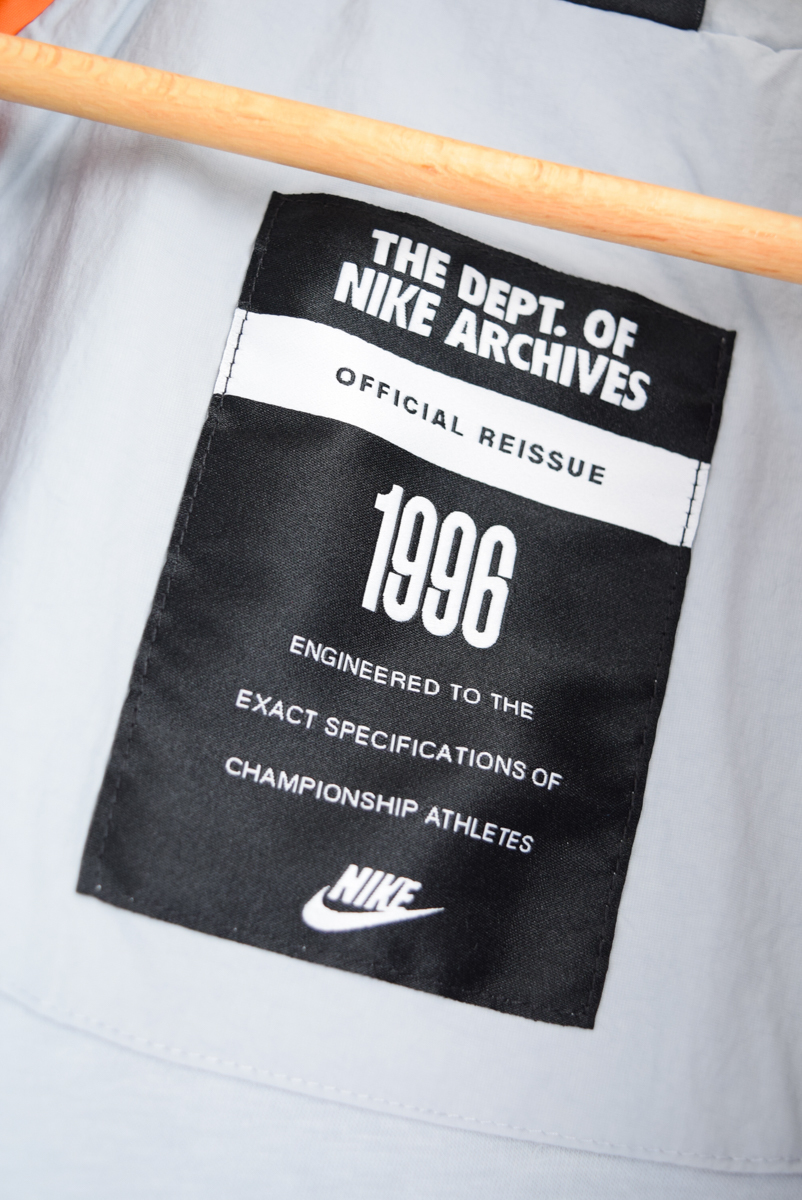 THE DEPT. OF
NIKE ARCHIVES
OFFICIAL REISSUE
1996
ENGINEERED TO THE
EXACT SPECIFICATIONS OF
CHAMPIONSHIP ATHLETES
NIKE